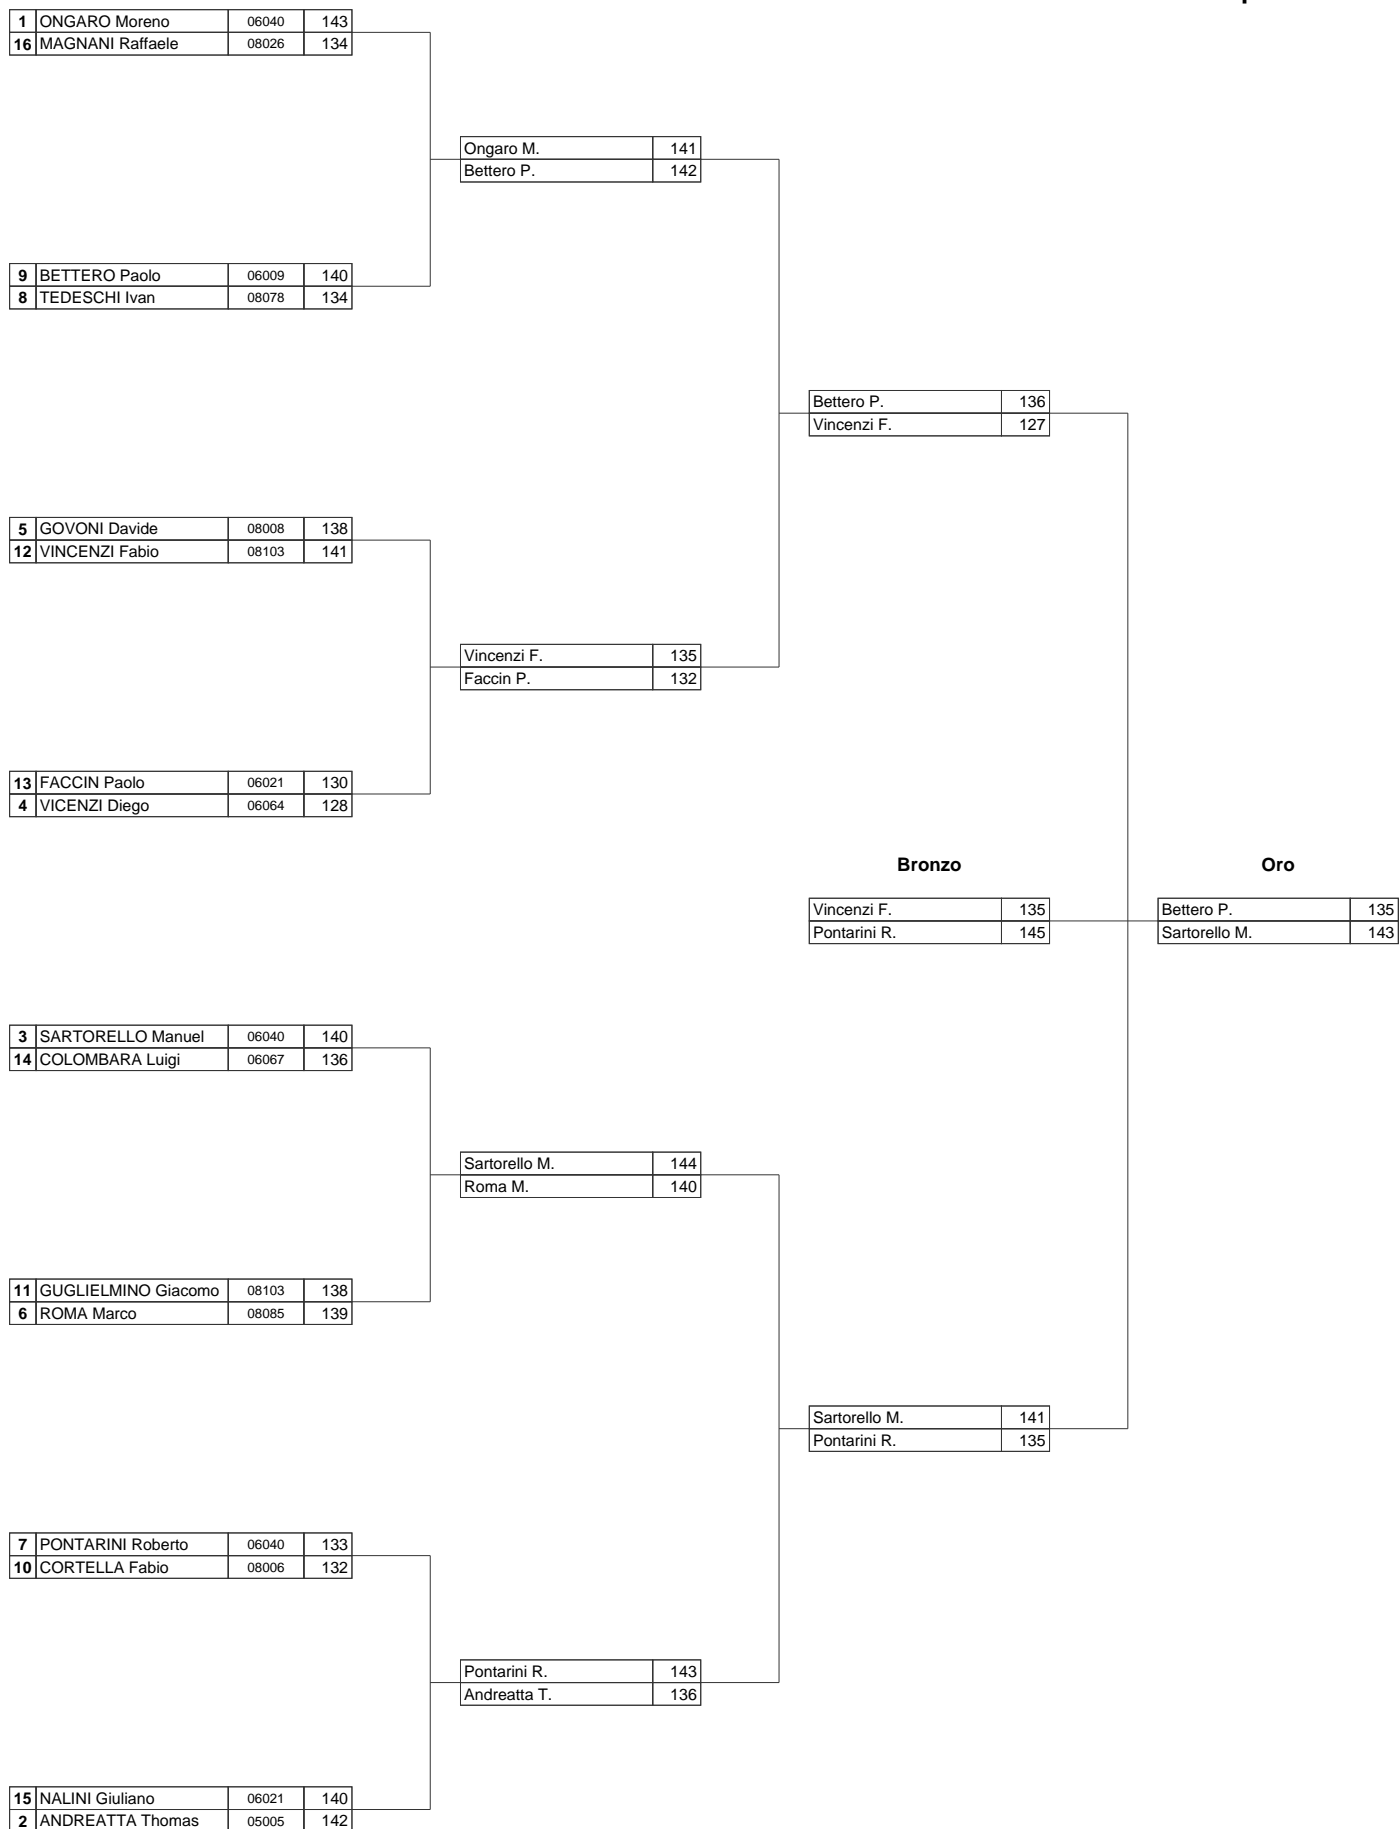 1 ONGARO Moreno 06040 143
16 MAGNANI Raffaele 08026 134
Ongaro M. 141
Bettero P. 142
9 BETTERO Paolo 06009 140
8 TEDESCHI Ivan 08078 134
Bettero P. 136
Vincenzi F. 127
5 GOVONI Davide 08008 138
12 VINCENZI Fabio 08103 141
Vincenzi F. 135
Faccin P. 132
13 FACCIN Paolo 06021 130
4 VICENZI Diego 06064 128
Bronzo Oro
Vincenzi F. 135 Bettero P. 135
Pontarini R. 145 Sartorello M. 143
3 SARTORELLO Manuel 06040 140
14 COLOMBARA Luigi 06067 136
Sartorello M. 144
Roma M. 140
11 GUGLIELMINO Giacomo 08103 138
6 ROMA Marco 08085 139
Sartorello M. 141
Pontarini R. 135
7 PONTARINI Roberto 06040 133
10 CORTELLA Fabio 08006 132
Pontarini R. 143
Andreatta T. 136
15 NALINI Giuliano 06021 140
2 ANDREATTA Thomas 05005 142